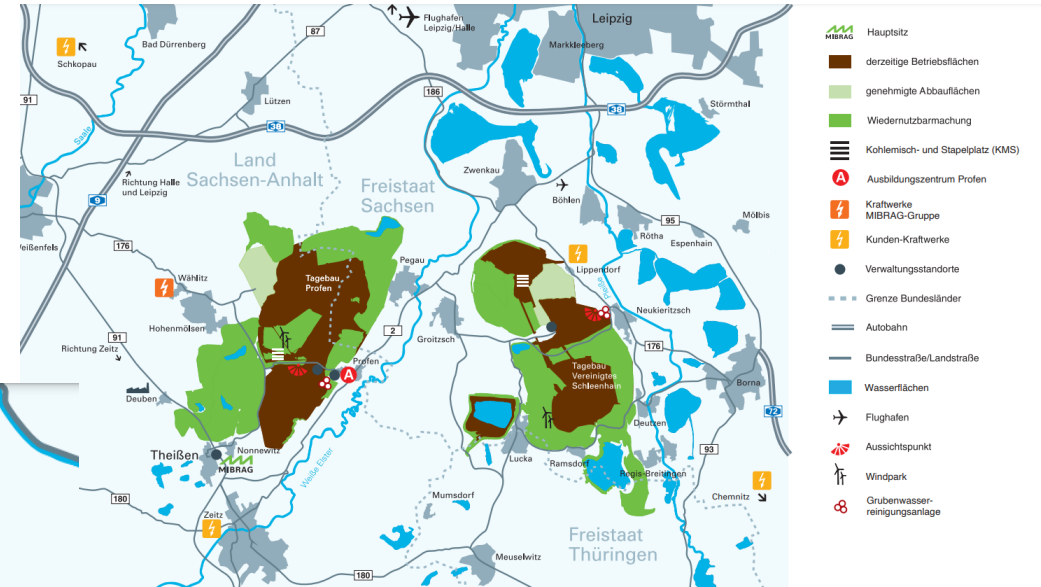 Flughafen
Leipzig/Halle
Leipzig
87
Bad Dürrenberg
Schkopau
Markkleeberg
91
Lützen
186
38
38
Störmthal
Saale
Land
Sachsen-Anhalt
Freistaat
Sachsen
Richtung Halle
und Leipzig
9
Zwenkau
Böhlen
95
Mölbis
Rötha
Espenhain
176
Pegau
Lippendorf
Wählitz
Tagebau
Profen
Pleiße
Neukieritzsch
Hohenmölsen
2
Groitzsch
91
Richtung Zeitz
Profen
A
176
Tagebau
Vereinigtes
Schleenhain
Borna
Deuben
72
Deutzen
Theißen
Nonnewitz
MIBRAG
Weiße Elster
Lucka
Ramsdorf
Regis-Breitingen
93
180
Mumsdorf
Chemnitz
Zeitz
Freistaat
Thüringen
Meuselwitz
180
MIBRAG
Hauptsitz
derzeitige Betriebsflächen
genehmigte Abbauflächen
Wiedernutzbarmachung
Kohlemisch- und Stapelplatz (KMS)
A
Ausbildungszentrum Profen
Kraftwerke
MIBRAG-Gruppe
Kunden-Kraftwerke
Verwaltungsstandorte
Grenze Bundesländer
Autobahn
Bundesstraße/Landstraße
Wasserflächen
Flughafen
Aussichtspunkt
Windpark
Grubenwasser-
reinigungsanlage